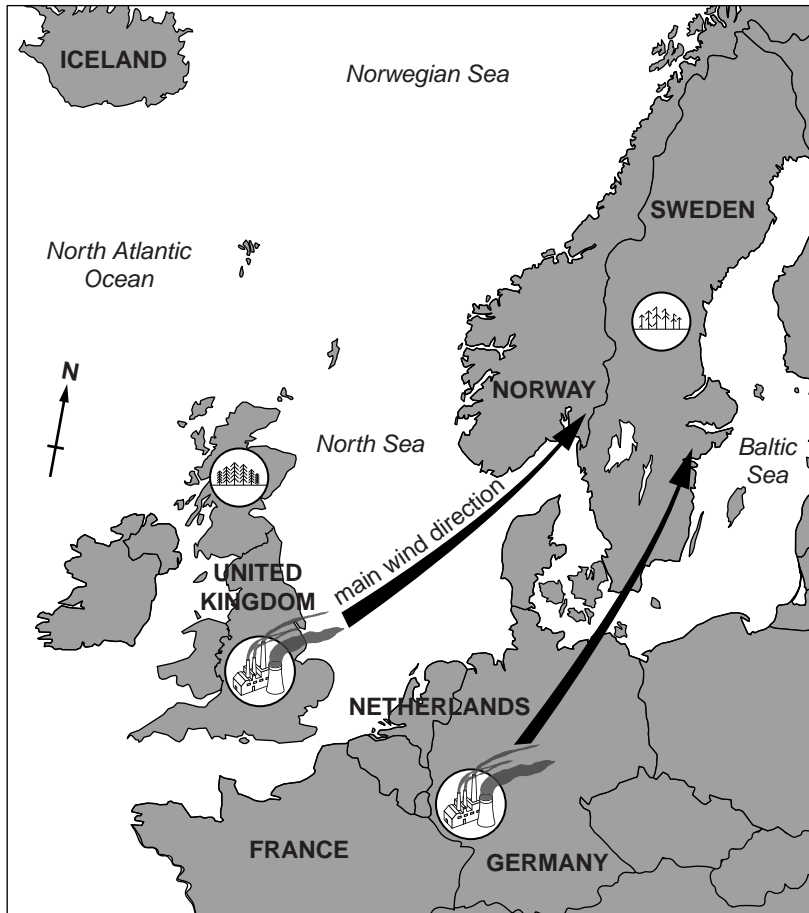 ICELAND
Norwegian Sea
SWEDEN
North Atlantic
Ocean
N
NORWAY
North Sea
Baltic
Sea
main wind direction
UNITED
KINGDOM
NETHERLANDS
FRANCE
GERMANY